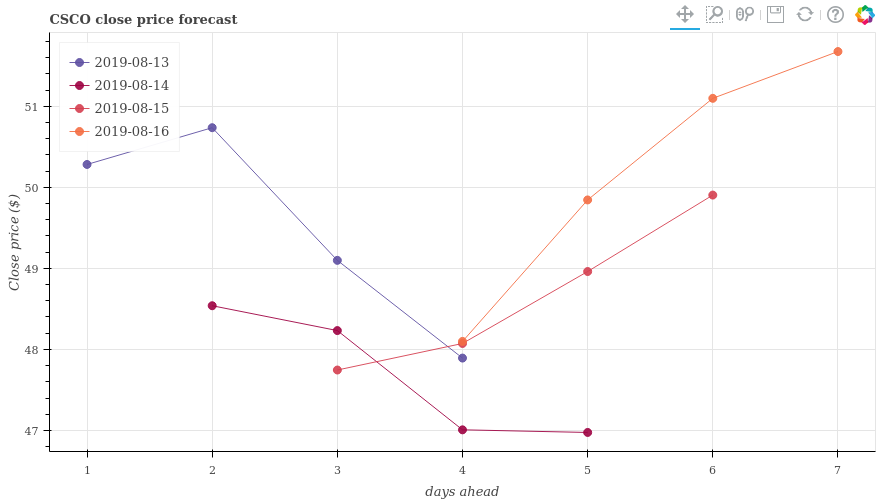 CSCO close price forecast
2019-08-13
2019-08-14
2019-08-15
2019-08-16
Close price ($)
51
50
49
48
47
1 2 3 4 5 6 7
days ahead